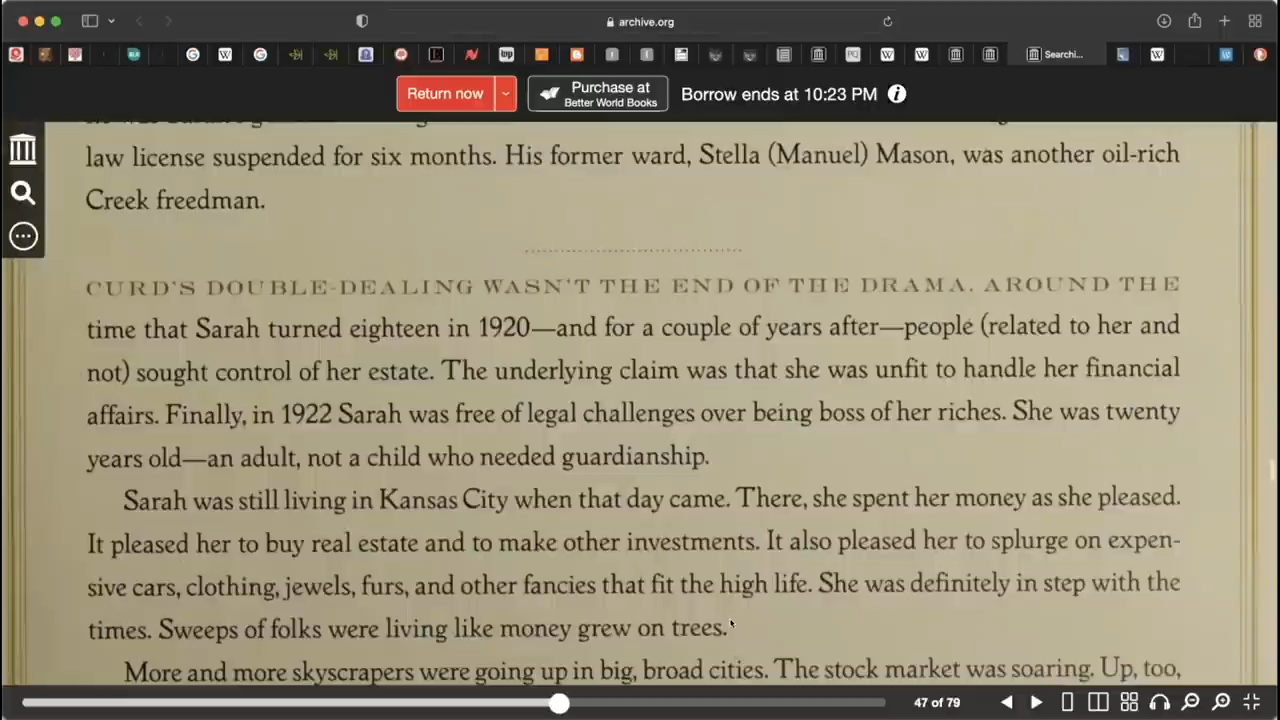 archive.org
Searchi...
Return now
Purchase at
Better World Books
Borrow ends at 10:23 PM
law license suspended for six months. His former ward, Stella (Manuel) Mason, was another oil-rich
Creek freedman.
CURD'S DOUBLE-DEALING WASN'T THE END OF THE DRAMA. AROUND THE
time that Sarah turned eighteen in 1920—and for a couple of years after—people (related to her and
not) sought control of her estate. The underlying claim was that she was unfit to handle her financial
affairs. Finally, in 1922 Sarah was free of legal challenges over being boss of her riches. She was twenty
years old—an adult, not a child who needed guardianship.
Sarah was still living in Kansas City when that day came. There, she spent her money as she pleased.
It pleased her to buy real estate and to make other investments. It also pleased her to splurge on expen-
sive cars, clothing, jewels, furs, and other fancies that fit the high life. She was definitely in step with the
times. Sweeps of folks were living like money grew on trees.
More and more skyscrapers were going up in big, broad cities. The stock market was soaring. Up, too,
47 of 79